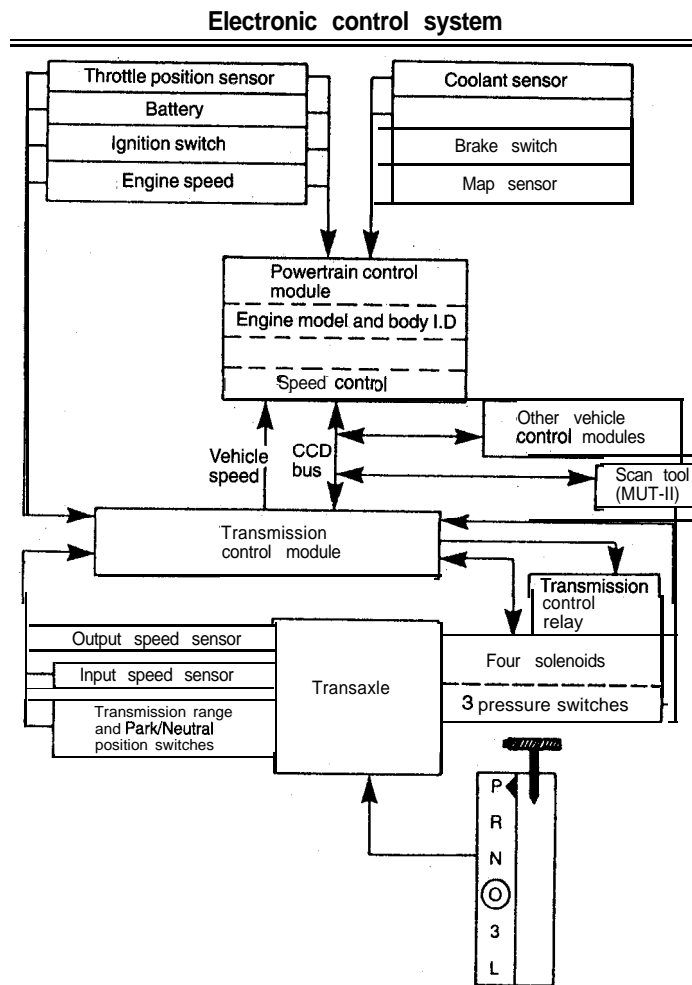 Electronic control system
Throttle position sensor
Battery
Ignition switch
Engine speed
Coolant sensor
Brake switch
Map sensor
Powertrain control
module
Engine model and body I.D
Speed control
Vehicle
speed
CCD
bus
Other vehicle
control modules
Scan tool
(MUT-II)
Transmission
control module
Transmission
control
relay
Output speed sensor
Input speed sensor
Transmission range
and Park/Neutral
position switches
Transaxle
Four solenoids
3 pressure switches
P
R
N
O
3
L